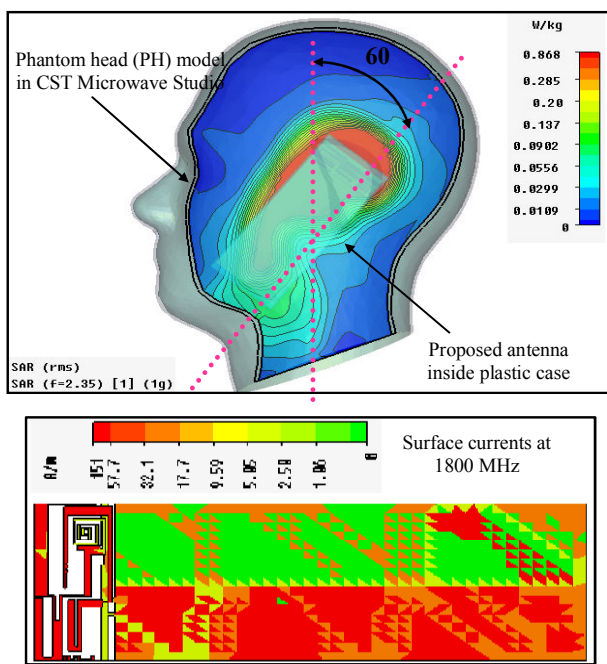 Phantom head (PH) model
in CST Microwave Studio
60
W/kg
0.868
0.285
0.20
0.137
0.0902
0.0556
0.0299
0.0109
0
Proposed antenna
inside plastic case
SAR (rms)
SAR (f=2.35) [1] (1g)
A/m
151
57.7
32.1
17.7
9.59
5.05
2.58
1.06
0
Surface currents at
1800 MHz